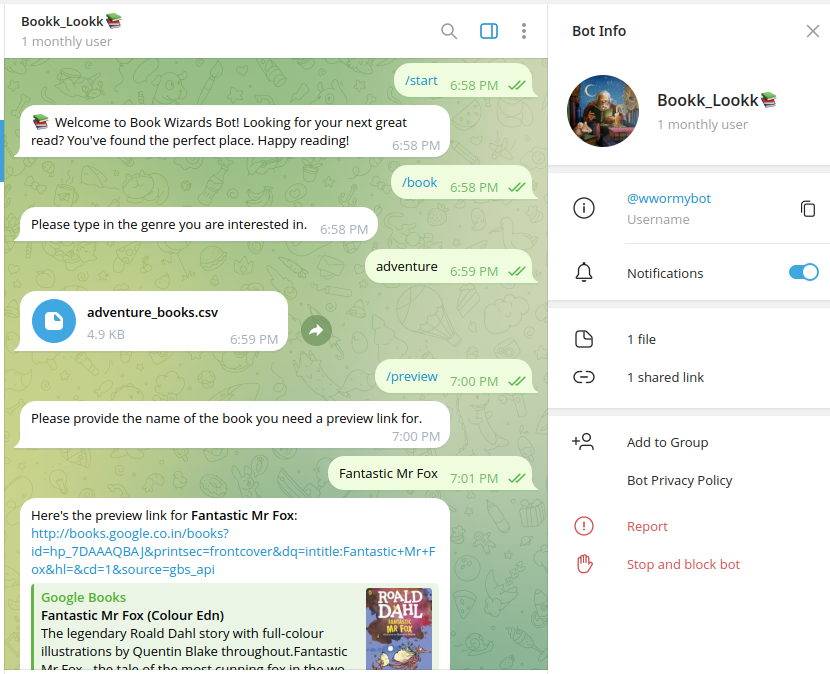 Bookk_Lookk📚
1 monthly user
/start 6:58 PM
📚 Welcome to Book Wizards Bot! Looking for your next great
read? You've found the perfect place. Happy reading!
6:58 PM
/book 6:58 PM
Please type in the genre you are interested in. 6:58 PM
adventure 6:59 PM
adventure_books.csv
4.9 KB
6:59 PM
/preview 7:00 PM
Please provide the name of the book you need a preview link for.
7:00 PM
Fantastic Mr Fox 7:01 PM
Here's the preview link for Fantastic Mr Fox:
http://books.google.co.in/books?
id=hp_7DAAAQBAJ&printsec=frontcover&dq=intitle:Fantastic+Mr+F
ox&hl=&cd=1&source=gbs_api
Google Books
Fantastic Mr Fox (Colour Edn)
The legendary Roald Dahl story with full-colour
illustrations by Quentin Blake throughout.Fantastic
Mr Fox - the tale of the most cunning fox in the wo
ROALD
DAHL
FANTASTIC
MR FOX
Bot Info
Bookk_Lookk📚
1 monthly user
@wwormybot
Username
Notifications
1 file
1 shared link
Add to Group
Bot Privacy Policy
Report
Stop and block bot